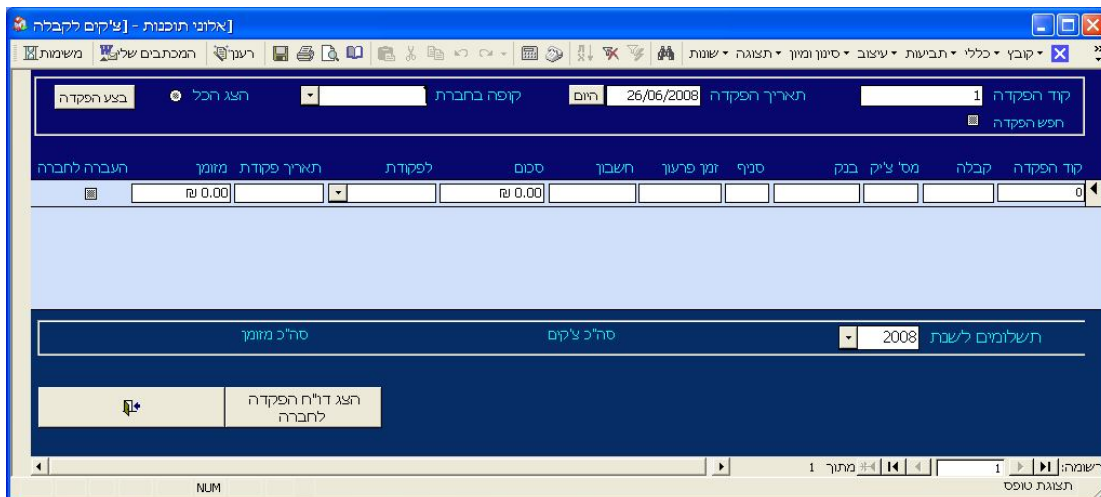 [אלוני תוכנות - [צ'קים לקבלה
קובץ כללי תביעות עיצוב סינון ומיון תצוגה שונות רענן המכתבים שלי משימות
קוד הפקדה 1 תאריך הפקדה 26/06/2008 היום קופה בחברת הצג הכל בצע הפקדה
חפש הפקדה
קוד הפקדה קבלה מס' צ'יק בנק סניף זמן פרעון חשבון סכום לפקודת תאריך פקודת מזומן העברה לחברה
0 ₪ 0.00 ₪ 0.00
תשלומים לשנת 2008 סה"כ צ'קים סה"כ מזומן
הצג דו"ח הפקדה
לחברה
רשומה: 1 מתוך 1
תצוגת טופס NUM